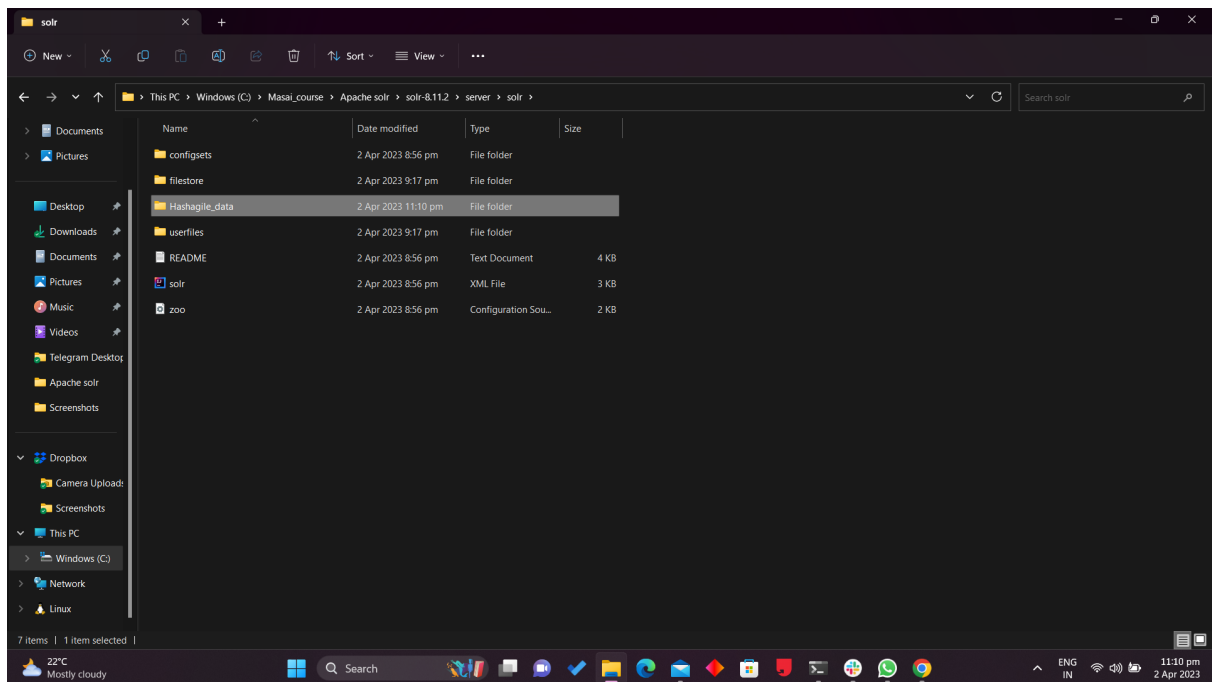 solr
New
Sort
View
This PC > Windows (C:) > Masai_course > Apache solr > solr-8.11.2 > server > solr >
Search solr
Documents
Pictures
Desktop
Downloads
Documents
Pictures
Music
Videos
Telegram Desktop
Apache solr
Screenshots
Dropbox
Camera Uploads
Screenshots
This PC
Windows (C:)
Network
Linux
Name Date modified Type Size
configsets 2 Apr 2023 8:56 pm File folder
filestore 2 Apr 2023 9:17 pm File folder
Hashagile_data 2 Apr 2023 11:10 pm File folder
userfiles 2 Apr 2023 9:17 pm File folder
README 2 Apr 2023 8:56 pm Text Document 4 KB
solr 2 Apr 2023 8:56 pm XML File 3 KB
zoo 2 Apr 2023 8:56 pm Configuration Sou... 2 KB
7 items | 1 item selected |
22°C
Mostly cloudy
Search
ENG
IN
11:10 pm
2 Apr 2023